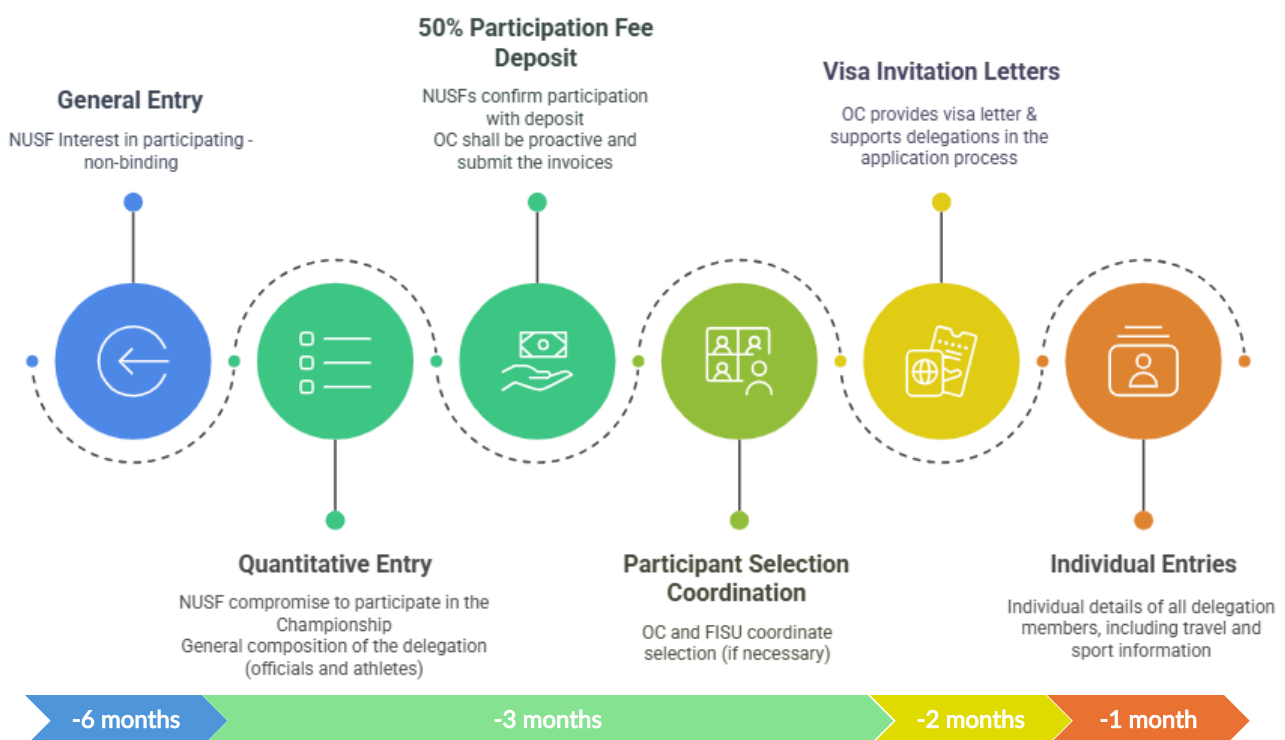 General Entry
NUSF Interest in participating -
non-binding
Quantitative Entry
NUSF compromise to participate in the
Championship
General composition of the delegation
(officials and athletes)
50% Participation Fee
Deposit
NUSFs confirm participation
with deposit
OC shall be proactive and
submit the invoices
Participant Selection
Coordination
OC and FISU coordinate
selection (if necessary)
Visa Invitation Letters
OC provides visa letter &
supports delegations in the
application process
Individual Entries
Individual details of all delegation
members, including travel and
sport information
-6 months
-3 months
-2 months
-1 month